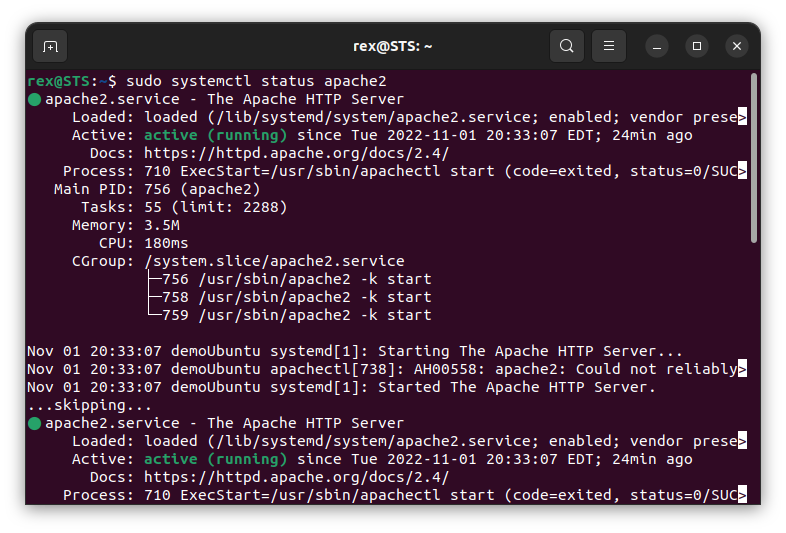 rex@STS: ~
rex@STS:~$ sudo systemctl status apache2
● apache2.service - The Apache HTTP Server
     Loaded: loaded (/lib/systemd/system/apache2.service; enabled; vendor prese>
     Active: active (running) since Tue 2022-11-01 20:33:07 EDT; 24min ago
       Docs: https://httpd.apache.org/docs/2.4/
    Process: 710 ExecStart=/usr/sbin/apachectl start (code=exited, status=0/SUC>
   Main PID: 756 (apache2)
      Tasks: 55 (limit: 2288)
     Memory: 3.5M
        CPU: 180ms
     CGroup: /system.slice/apache2.service
             ├─756 /usr/sbin/apache2 -k start
             ├─758 /usr/sbin/apache2 -k start
             └─759 /usr/sbin/apache2 -k start
Nov 01 20:33:07 demoUbuntu systemd[1]: Starting The Apache HTTP Server...
Nov 01 20:33:07 demoUbuntu apachectl[738]: AH00558: apache2: Could not reliably>
Nov 01 20:33:07 demoUbuntu systemd[1]: Started The Apache HTTP Server.
...skipping...
● apache2.service - The Apache HTTP Server
     Loaded: loaded (/lib/systemd/system/apache2.service; enabled; vendor prese>
     Active: active (running) since Tue 2022-11-01 20:33:07 EDT; 24min ago
       Docs: https://httpd.apache.org/docs/2.4/
    Process: 710 ExecStart=/usr/sbin/apachectl start (code=exited, status=0/SUC>